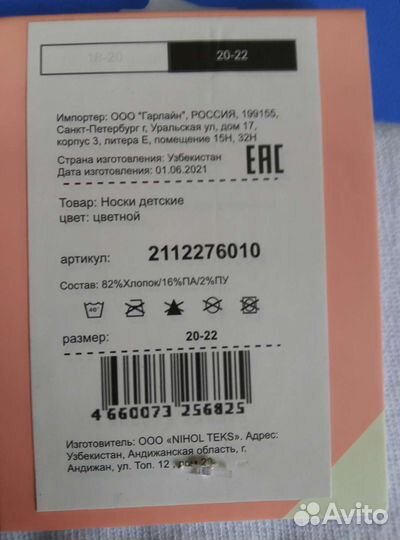 18-20 20-22
Импортер: ООО "Гарлайн", РОССИЯ, 199155,
Санкт-Петербург г, Уральская ул, дом 17,
корпус 3, литера Е, помещение 15Н, 32Н
Страна изготовления: Узбекистан
Дата изготовления: 01.06.2021
EAC
Товар: Носки детские
цвет: цветной
артикул: 2112276010
Состав: 82%Хлопок/16%ПА/2%ПУ
40°
размер: 20-22
4 660073 256825
Изготовитель: ООО «NIHOL TEKS». Адрес:
Узбекистан, Андижанская область, г.
Андижан, ул. Топ. 12
Avito